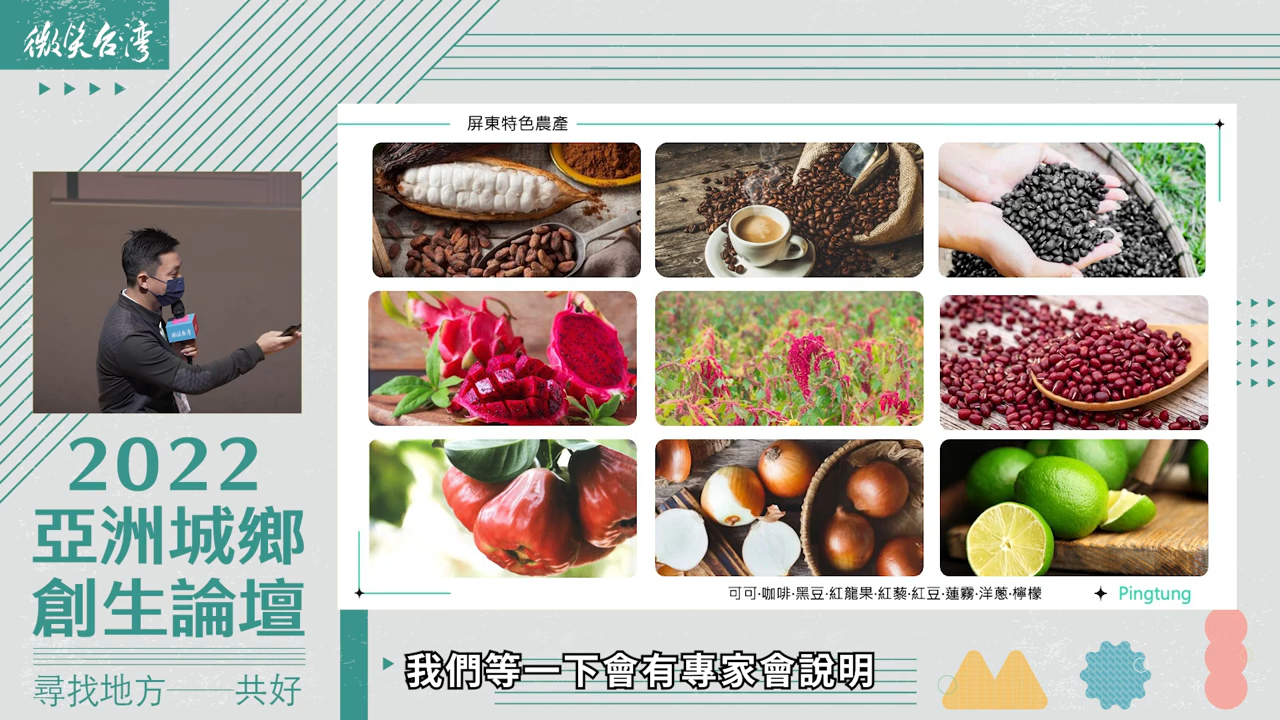 微笑台灣
屏東特色農產
2022
亞洲城鄉
創生論壇
尋找地方——共好
可可·咖啡·黑豆·紅龍果·紅藜·紅豆·蓮霧·洋蔥·檸檬
Pingtung
我們等一下會有專家會說明